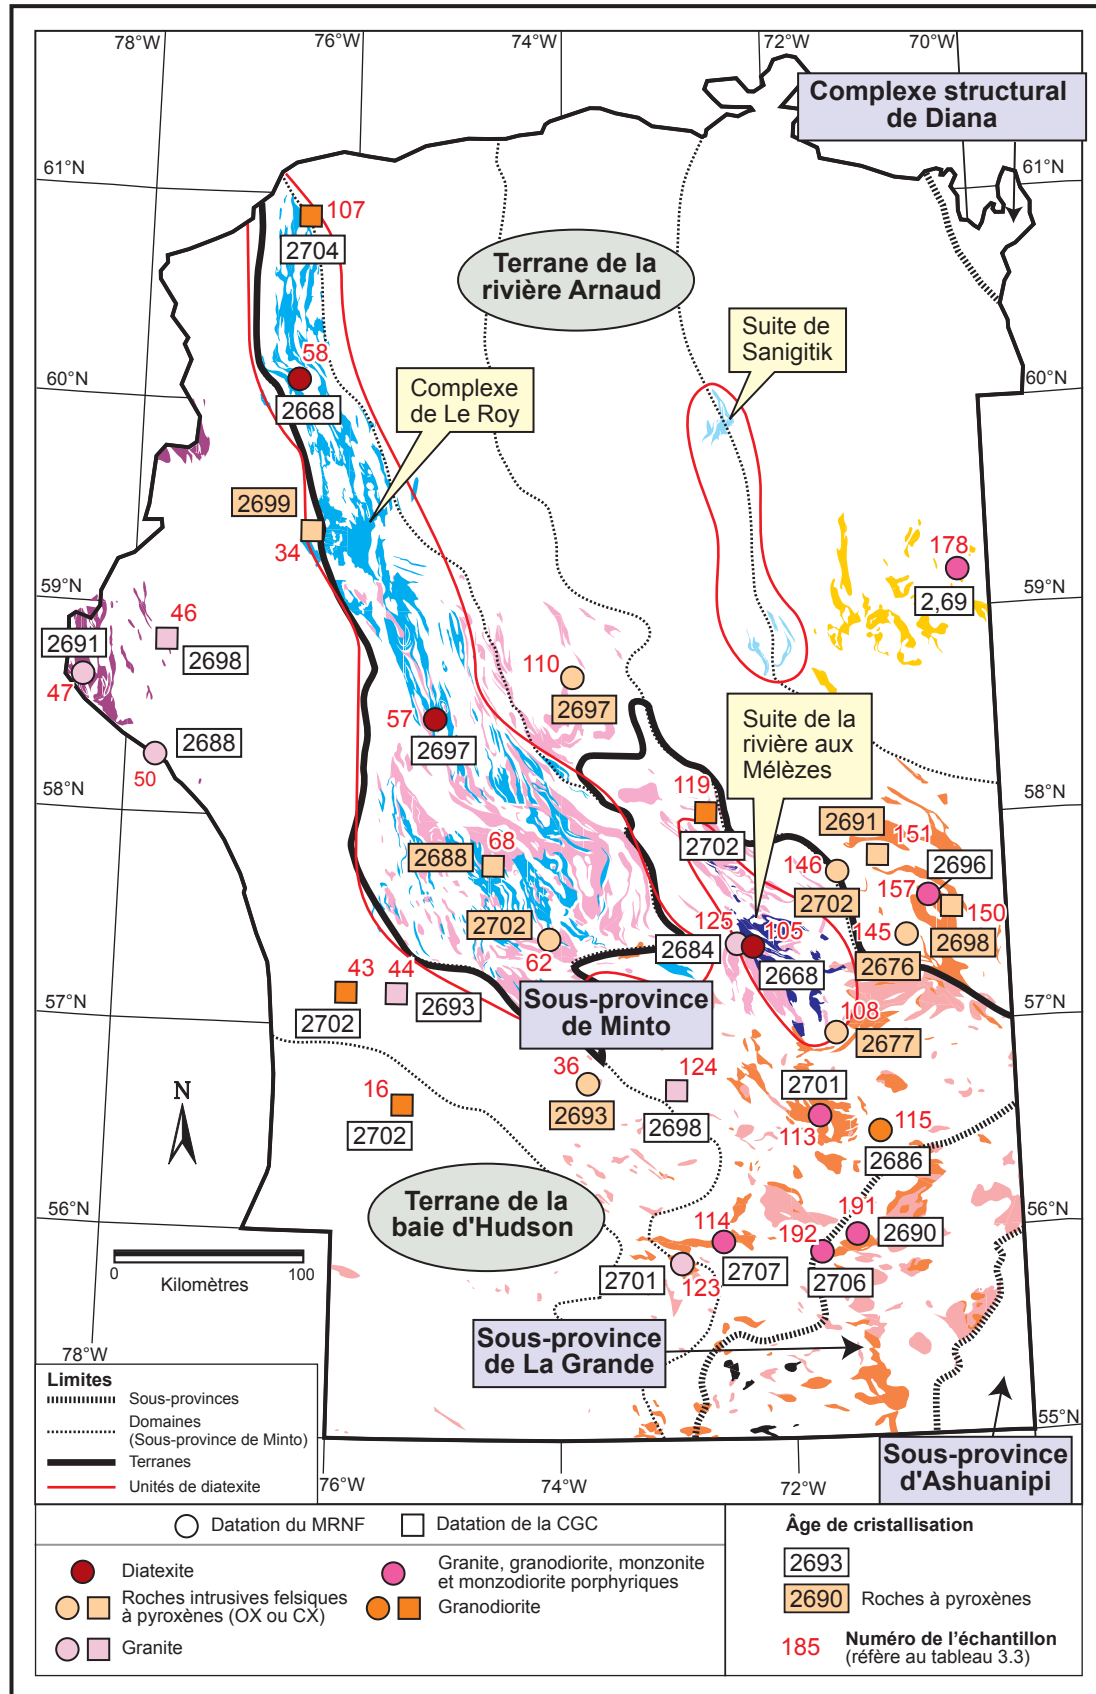 78°W
76°W
74°W
72°W
70°W
Complexe structural
de Diana
61°N
61°N
107
2704
Terrane de la
rivière Arnaud
Suite de
Sanigitik
58
2668
60°N
60°N
Complexe
de Le Roy
2699
34
178
2,69
59°N
59°N
46
2691
2698
47
110
2697
57
2697
2688
50
Suite de la
rivière aux
Mélèzes
58°N
58°N
119
2702
2691
151
68
2688
146
2702
2696
157
150
2698
2702
62
125
105
2684
2668
145
2676
43
44
2702
2693
57°N
57°N
Sous-province
de Minto
108
2677
36
2693
124
2698
2701
113
115
2686
N
16
2702
Terrane de la
baie d'Hudson
56°N
56°N
114
2707
191
192
2690
2706
2701
123
0
100
Kilomètres
Sous-province
de La Grande
78°W
Limites
Sous-provinces
Domaines
(Sous-province de Minto)
Terranes
Unités de diatexite
55°N
76°W
74°W
72°W
Sous-province
d'Ashuanipi
Datation du MRNF
Datation de la CGC
Diatexite
Roches intrusives felsiques
à pyroxènes (OX ou CX)
Granite
Granite, granodiorite, monzonite
et monzodiorite porphyriques
Granodiorite
Âge de cristallisation
2693
2690
Roches à pyroxènes
185
Numéro de l'échantillon
(réfère au tableau 3.3)